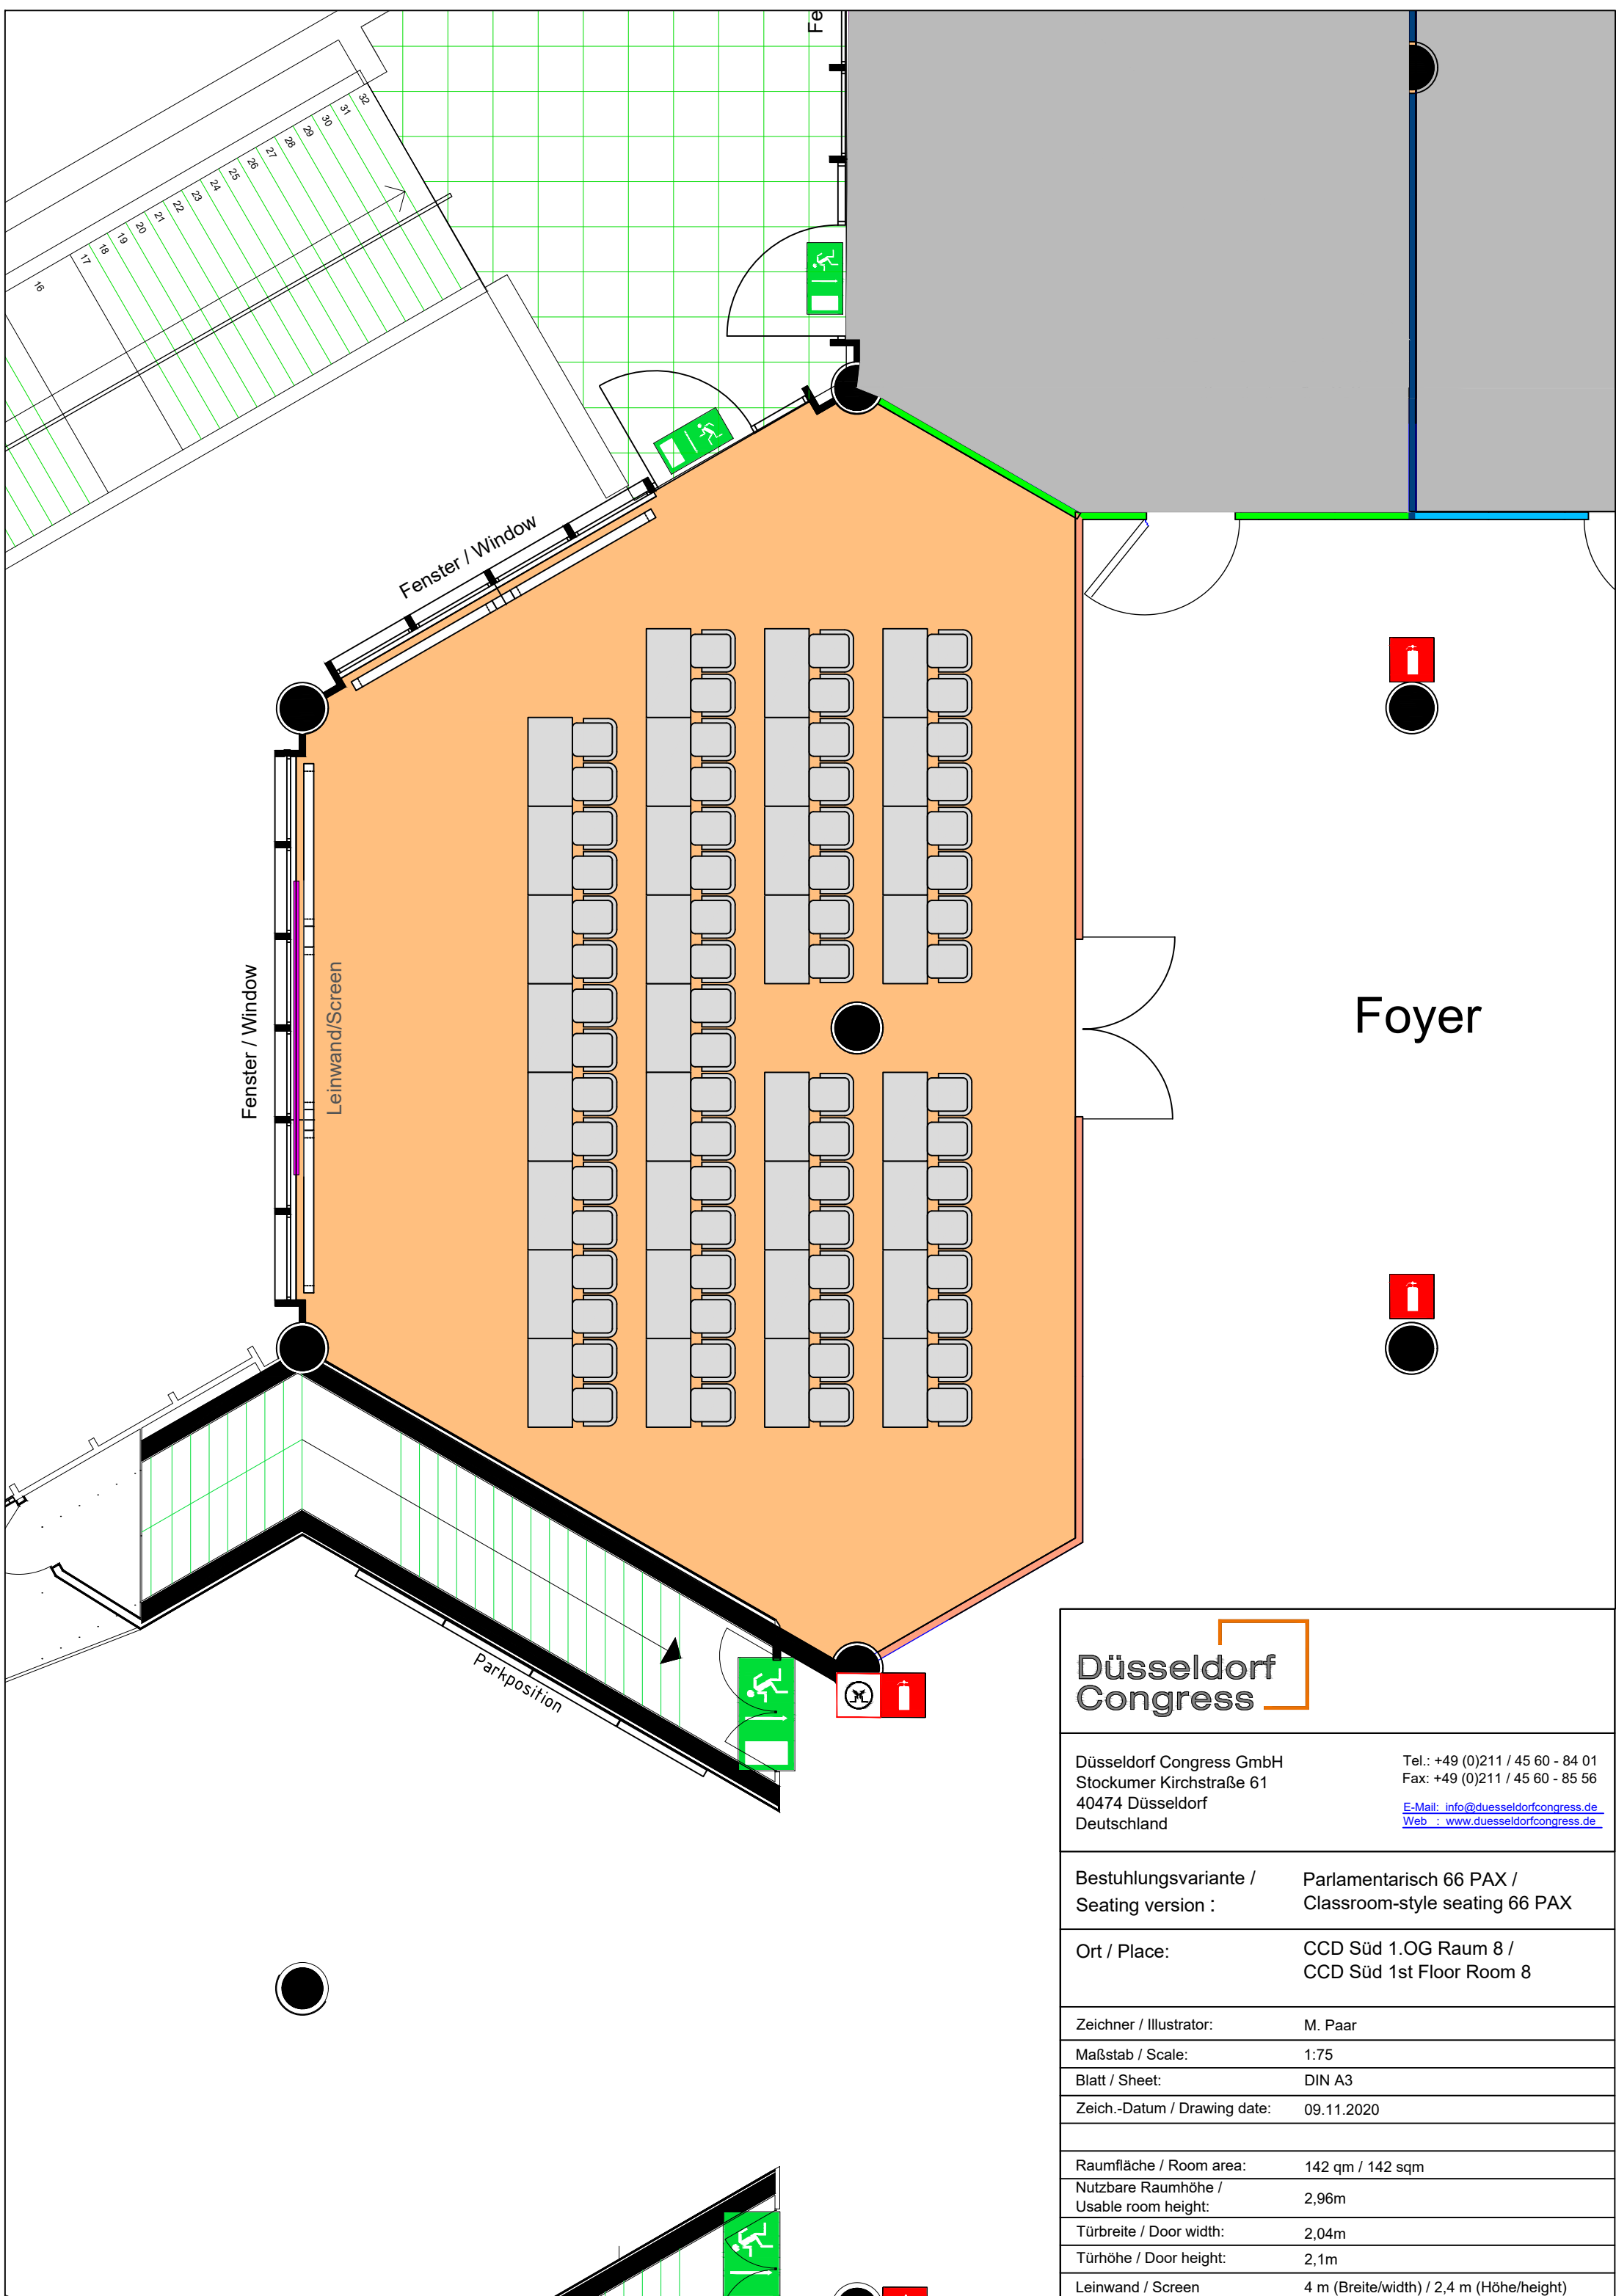 Fe
32
31
30
29
28
27
26
25
24
23
22
21
20
19
18
17
16
Fenster / Window
Fenster / Window
Leinwand/Screen
Foyer
Parkposition
Düsseldorf
Congress
Düsseldorf Congress GmbH
Stockumer Kirchstraße 61
40474 Düsseldorf
Deutschland
Tel.: +49 (0)211 / 45 60 - 84 01
Fax: +49 (0)211 / 45 60 - 85 56
E-Mail: info@duesseldorfcongress.de
Web : www.duesseldorfcongress.de
Bestuhlungsvariante /
Seating version :
Parlamentarisch 66 PAX /
Classroom-style seating 66 PAX
Ort / Place:
CCD Süd 1.OG Raum 8 /
CCD Süd 1st Floor Room 8
Zeichner / Illustrator: M. Paar
Maßstab / Scale: 1:75
Blatt / Sheet: DIN A3
Zeich.-Datum / Drawing date: 09.11.2020
Raumfläche / Room area: 142 qm / 142 sqm
Nutzbare Raumhöhe /
Usable room height: 2,96m
Türbreite / Door width: 2,04m
Türhöhe / Door height: 2,1m
Leinwand / Screen 4 m (Breite/width) / 2,4 m (Höhe/height)